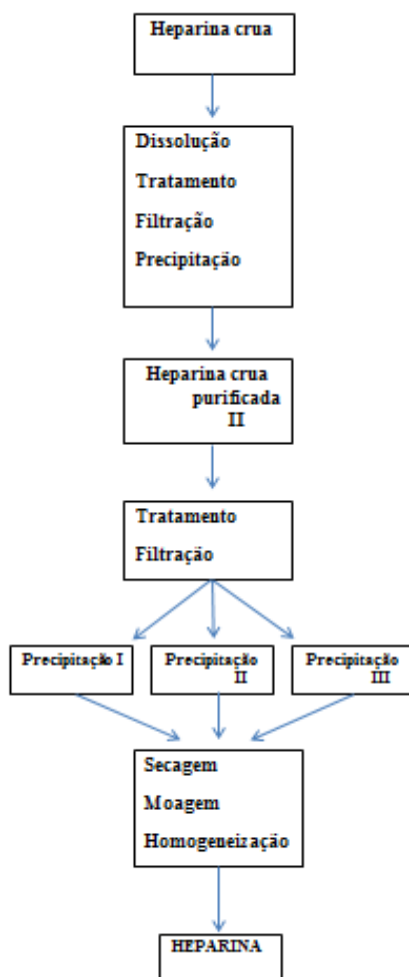 Heparina crua
Dissolução
Tratamento
Filtração
Precipitação
Heparina crua
purificada
II
Tratamento
Filtração
Precipitação I
Precipitação
II
Precipitação
III
Secagem
Moagem
Homogeneização
HEPARINA